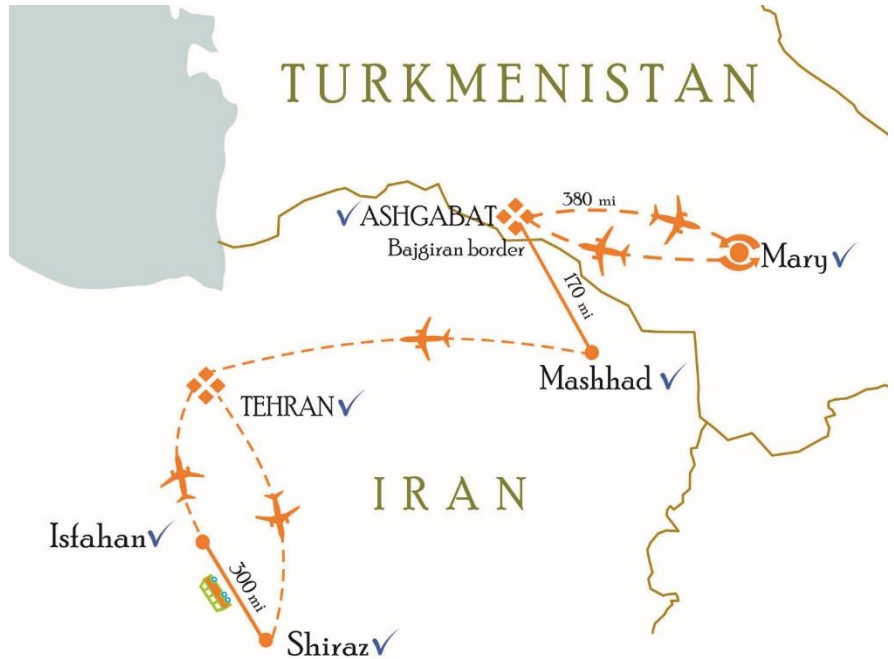 TURKMENISTAN
380 mi
ASHGABAT
Bajgiran border
Mary
170 mi
Mashhad
TEHRAN
IRAN
Isfahan
300 mi
Shiraz